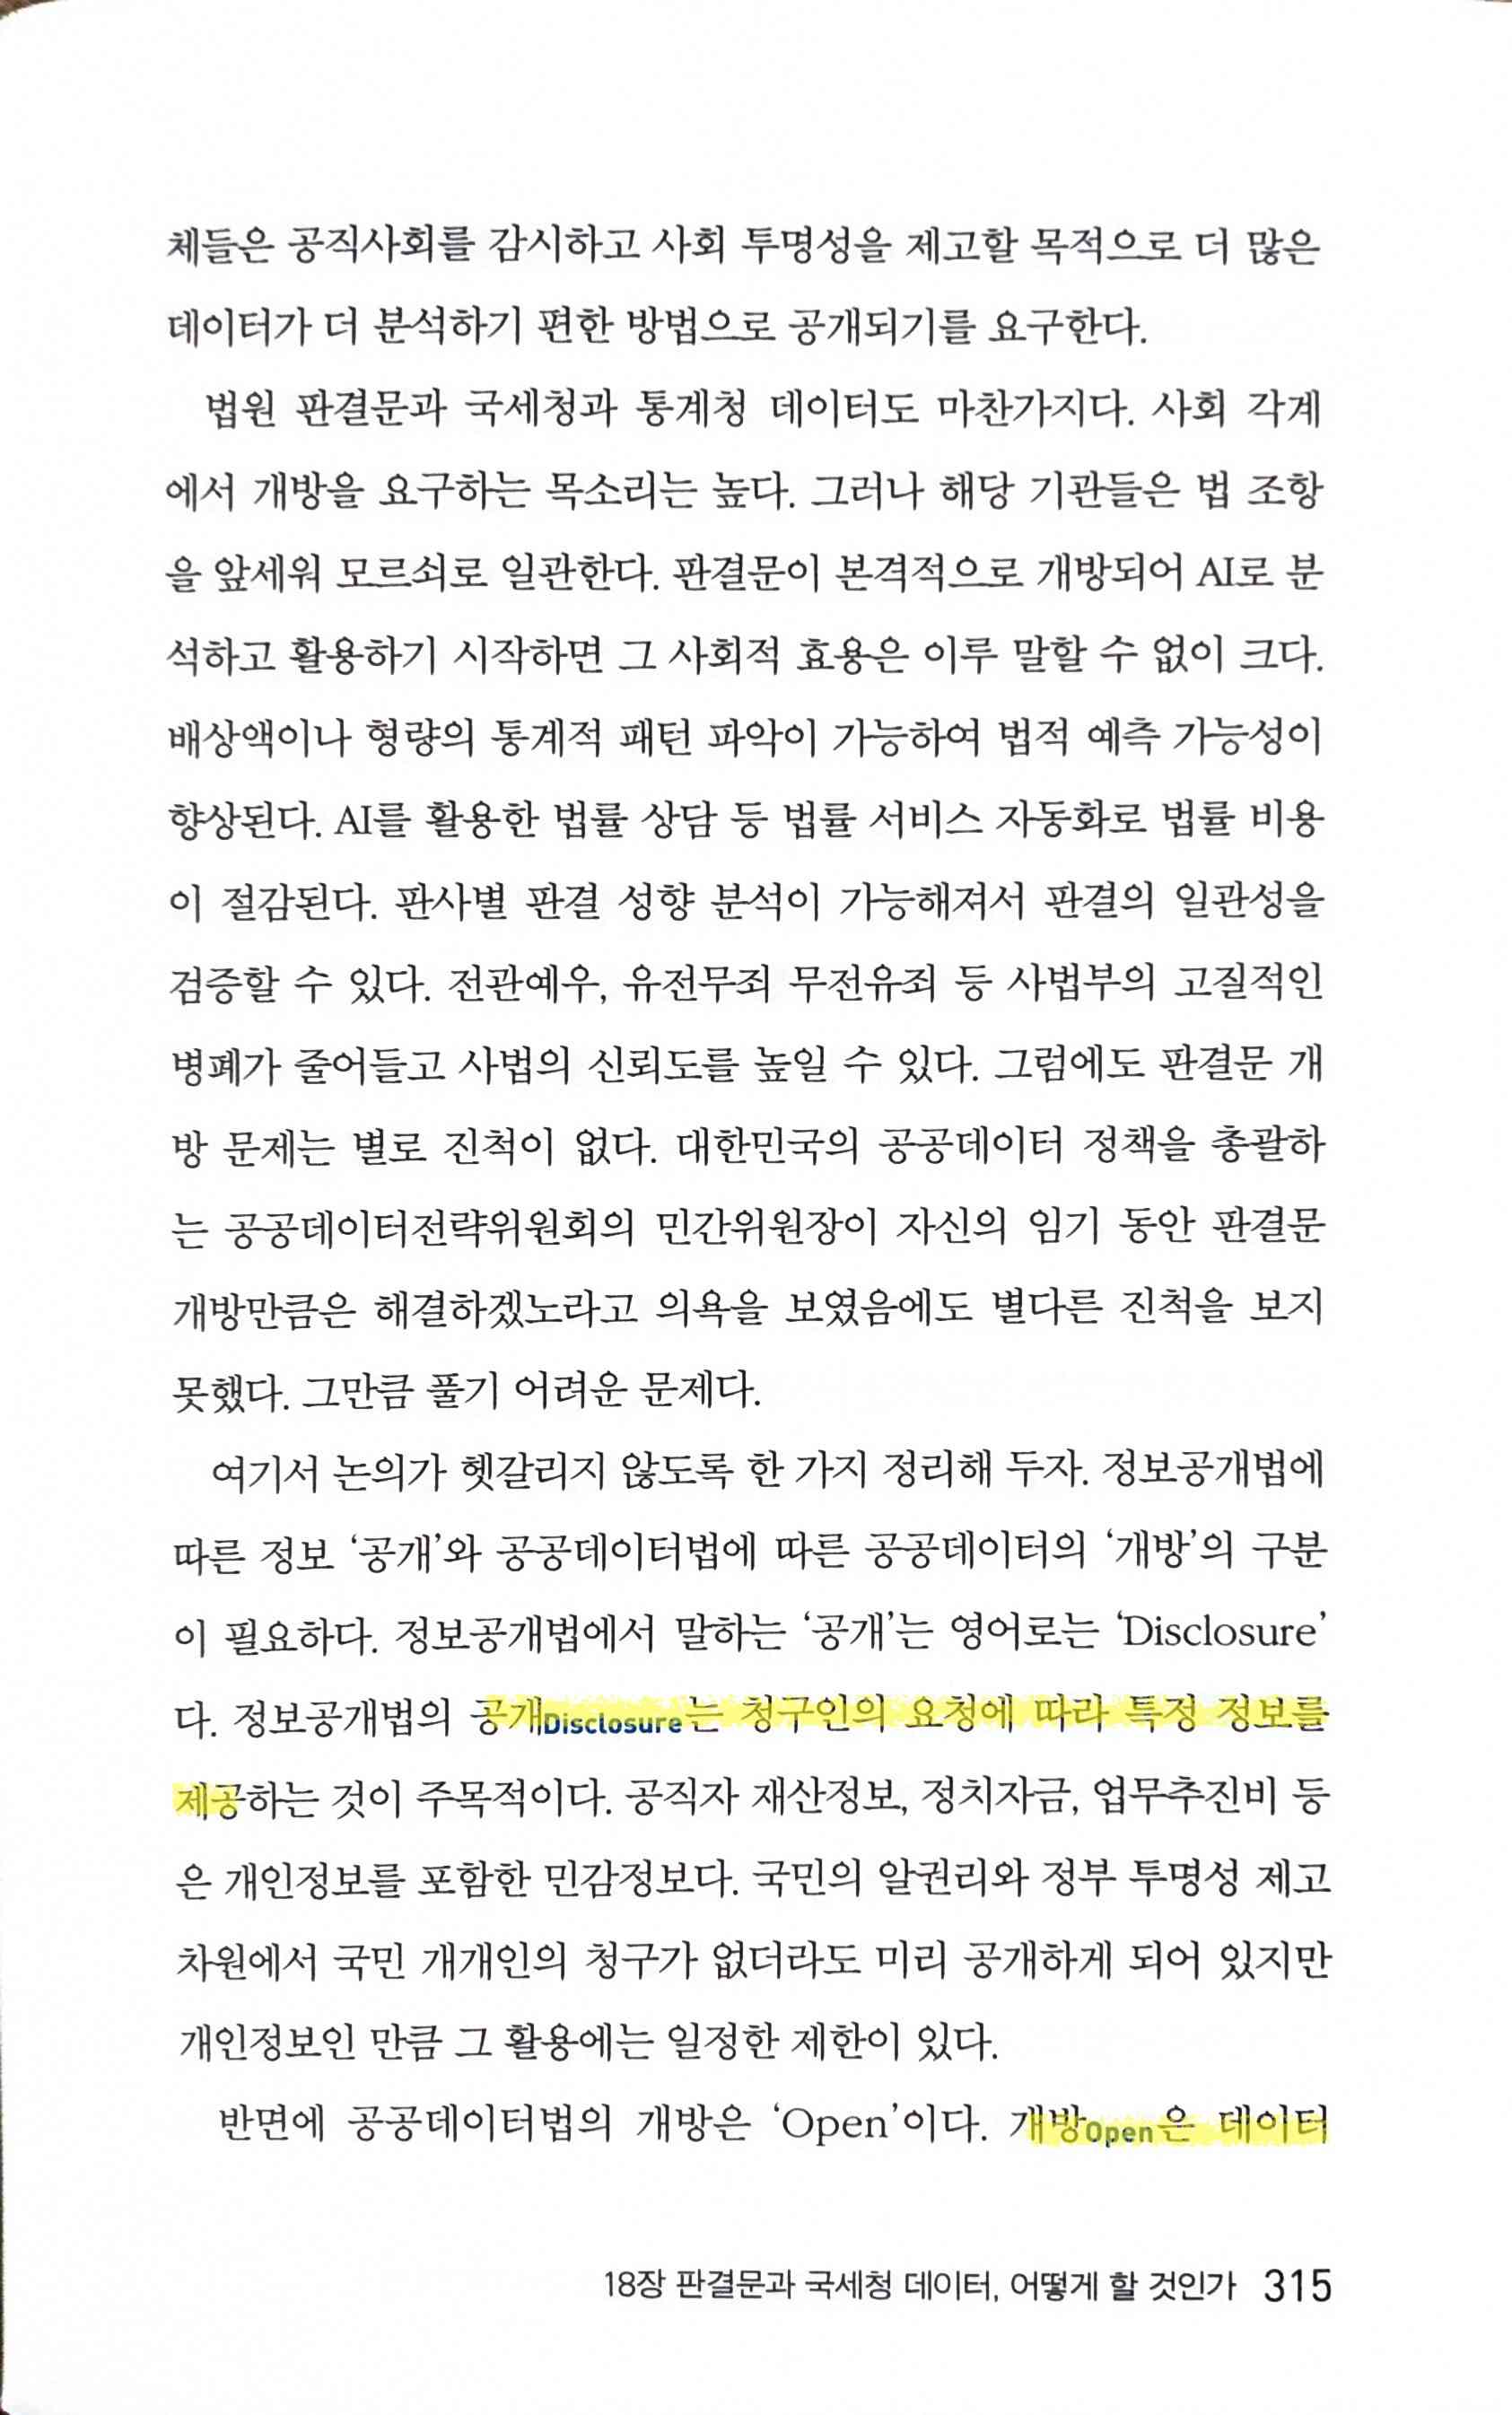 체들은 공직사회를 감시하고 사회 투명성을 제고할 목적으로 더 많은
데이터가 더 분석하기 편한 방법으로 공개되기를 요구한다.
법원 판결문과 국세청과 통계청 데이터도 마찬가지다. 사회 각계
에서 개방을 요구하는 목소리는 높다. 그러나 해당 기관들은 법 조항
을 앞세워 모르쇠로 일관한다. 판결문이 본격적으로 개방되어 AI로 분
석하고 활용하기 시작하면 그 사회적 효용은 이루 말할 수 없이 크다.
배상액이나 형량의 통계적 패턴 파악이 가능하여 법적 예측 가능성이
향상된다. AI를 활용한 법률 상담 등 법률 서비스 자동화로 법률 비용
이 절감된다. 판사별 판결 성향 분석이 가능해져서 판결의 일관성을
검증할 수 있다. 전관예우, 유전무죄 무전유죄 등 사법부의 고질적인
병폐가 줄어들고 사법의 신뢰도를 높일 수 있다. 그럼에도 판결문 개
방 문제는 별로 진척이 없다. 대한민국의 공공데이터 정책을 총괄하
는 공공데이터전략위원회의 민간위원장이 자신의 임기 동안 판결문
개방만큼은 해결하겠노라고 의욕을 보였음에도 별다른 진척을 보지
못했다. 그만큼 풀기 어려운 문제다.
여기서 논의가 헷갈리지 않도록 한 가지 정리해 두자. 정보공개법에
따른 정보 ‘공개’와 공공데이터법에 따른 공공데이터의 ‘개방’의 구분
이 필요하다. 정보공개법에서 말하는 ‘공개’는 영어로는 ‘Disclosure’
다. 정보공개법의 공개Disclosure는 청구인의 요청에 따라 특정 정보를
제공하는 것이 주목적이다. 공직자 재산정보, 정치자금, 업무추진비 등
은 개인정보를 포함한 민감정보다. 국민의 알권리와 정부 투명성 제고
차원에서 국민 개개인의 청구가 없더라도 미리 공개하게 되어 있지만
개인정보인 만큼 그 활용에는 일정한 제한이 있다.
반면에 공공데이터법의 개방은 ‘Open’이다. 개방Open은 데이터
18장 판결문과 국세청 데이터, 어떻게 할 것인가 315